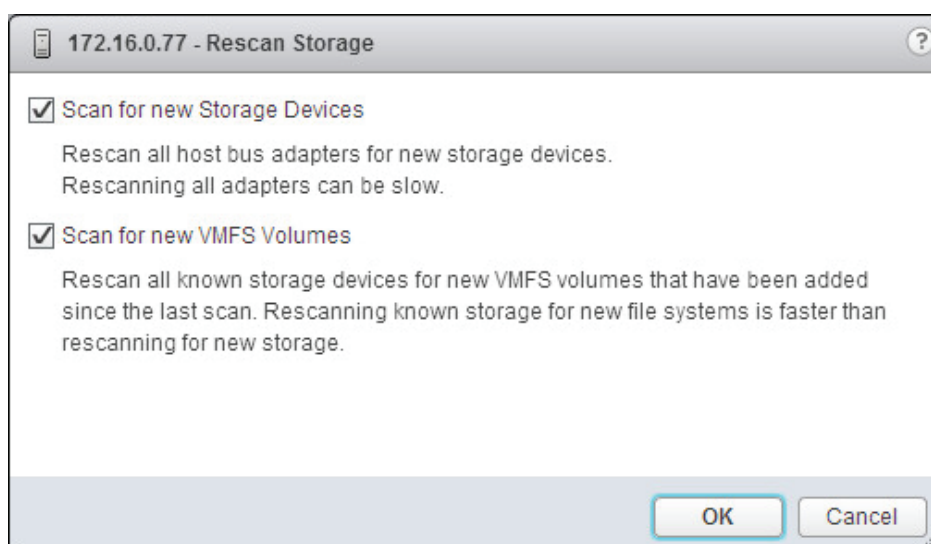 172.16.0.77 - Rescan Storage
?
Scan for new Storage Devices
Rescan all host bus adapters for new storage devices.
Rescanning all adapters can be slow.
Scan for new VMFS Volumes
Rescan all known storage devices for new VMFS volumes that have been added
since the last scan. Rescanning known storage for new file systems is faster than
rescanning for new storage.
OK Cancel